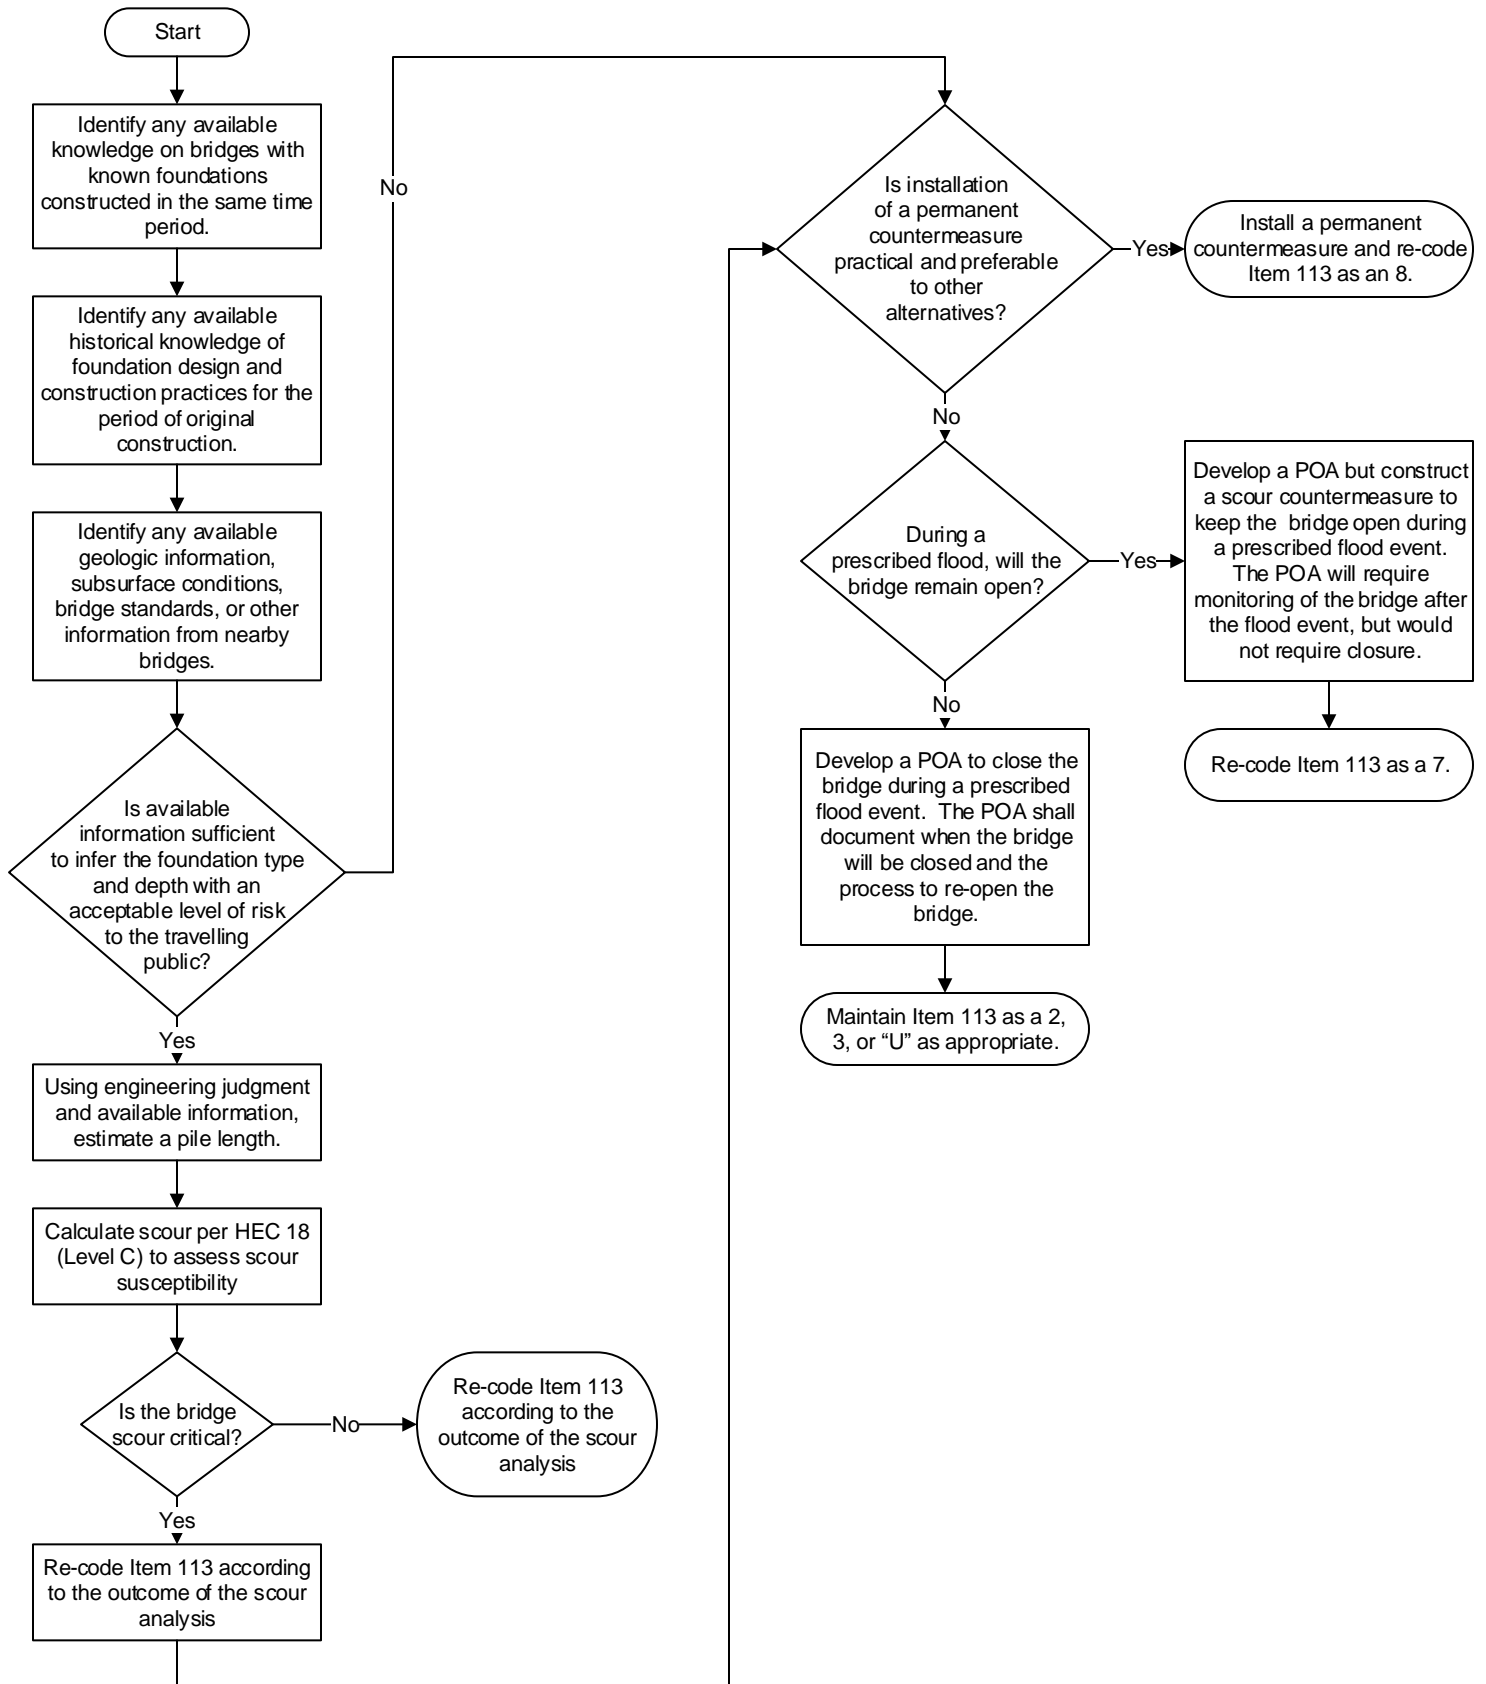 Start
Identify any available
knowledge on bridges with
known foundations
constructed in the same time
period.
Identify any available
historical knowledge of
foundation design and
construction practices for the
period of original
construction.
Identify any available
geologic information,
subsurface conditions,
bridge standards, or other
information from nearby
bridges.
Is available
information sufficient
to infer the foundation type
and depth with an
acceptable level of risk
to the travelling
public?
No
Yes
Using engineering judgment
and available information,
estimate a pile length.
Calculate scour per HEC 18
(Level C) to assess scour
susceptibility
Is the bridge
scour critical?
No
Re-code Item 113
according to the
outcome of the scour
analysis
Yes
Re-code Item 113 according
to the outcome of the scour
analysis
Is installation
of a permanent
countermeasure
practical and preferable
to other
alternatives?
Yes
Install a permanent
countermeasure and re-code
Item 113 as an 8.
No
During a
prescribed flood, will the
bridge remain open?
Yes
Develop a POA but construct
a scour countermeasure to
keep the bridge open during
a prescribed flood event.
The POA will require
monitoring of the bridge after
the flood event, but would
not require closure.
Re-code Item 113 as a 7.
No
Develop a POA to close the
bridge during a prescribed
flood event. The POA shall
document when the bridge
will be closed and the
process to re-open the
bridge.
Maintain Item 113 as a 2,
3, or “U” as appropriate.